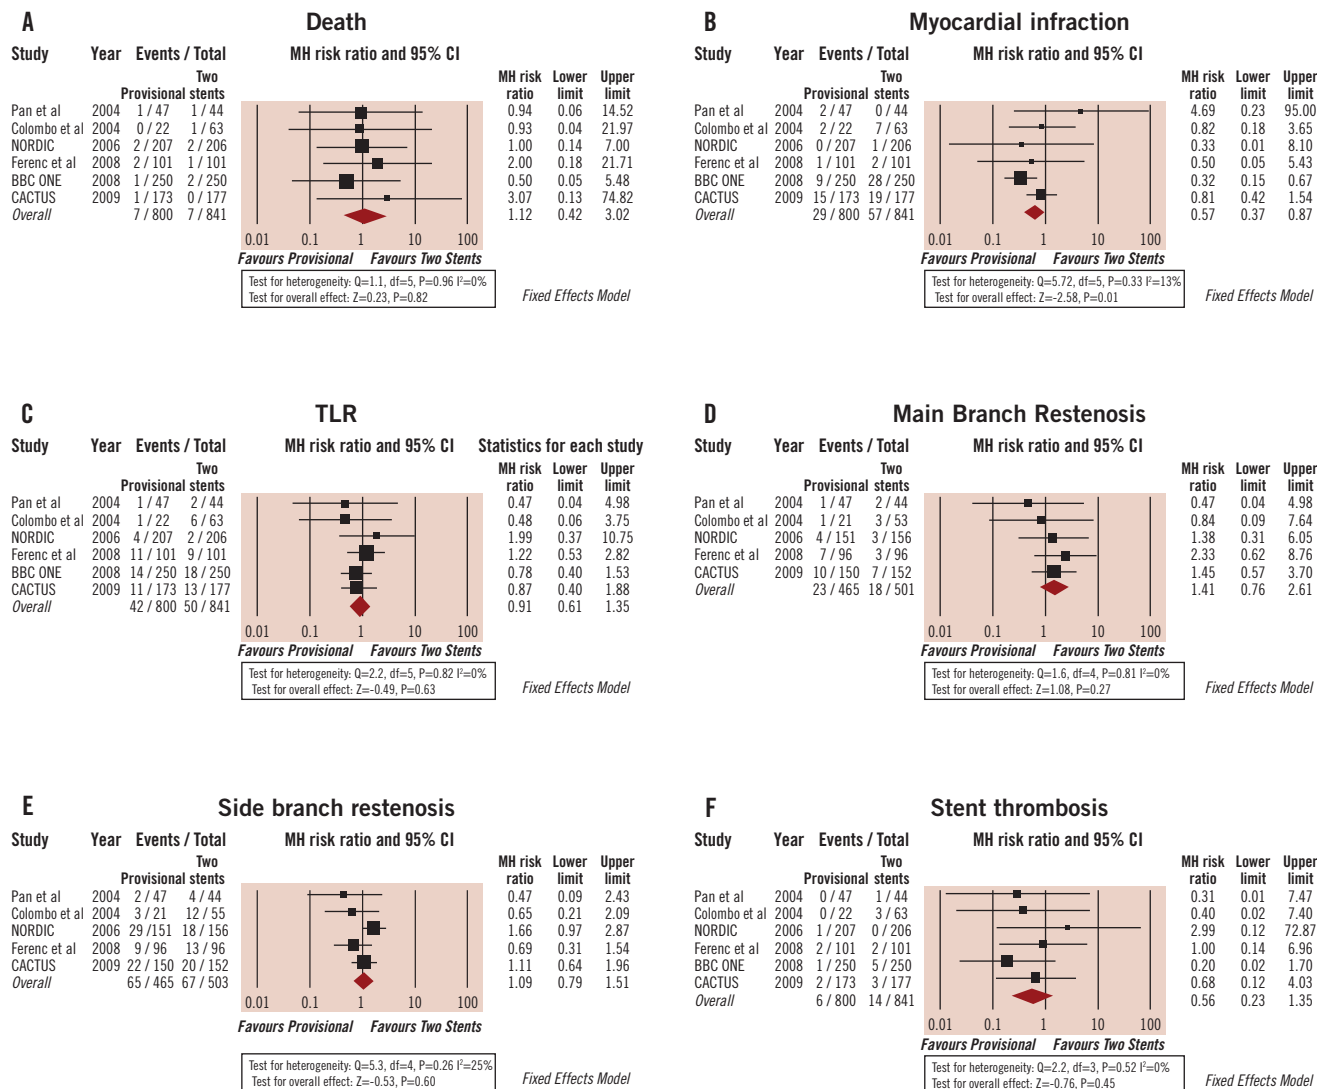 A Death
Study Year Events / Total MH risk ratio and 95% CI
Two MH risk Lower Upper
Provisional stents ratio limit limit
Pan et al 2004 1 / 47 1 / 44 0.94 0.06 14.52
Colombo et al 2004 0 / 22 1 / 63 0.93 0.04 21.97
NORDIC 2006 2 / 207 2 / 206 1.00 0.14 7.00
Ferenc et al 2008 2 / 101 1 / 101 2.00 0.18 21.71
BBC ONE 2008 1 / 250 2 / 250 0.50 0.05 5.48
CACTUS 2009 1 / 173 0 / 177 3.07 0.13 74.82
Overall 7 / 800 7 / 841 1.12 0.42 3.02
0.01 0.1 1 10 100
Favours Provisional Favours Two Stents
Test for heterogeneity: Q=1.1, df=5, P=0.96 I²=0%
Test for overall effect: Z=0.23, P=0.82
Fixed Effects Model
B Myocardial infraction
Study Year Events / Total MH risk ratio and 95% CI
Two MH risk Lower Upper
Provisional stents ratio limit limit
Pan et al 2004 2 / 47 0 / 44 4.69 0.23 95.00
Colombo et al 2004 2 / 22 7 / 63 0.82 0.18 3.65
NORDIC 2006 0 / 207 1 / 206 0.33 0.01 8.10
Ferenc et al 2008 1 / 101 2 / 101 0.50 0.05 5.43
BBC ONE 2008 9 / 250 28 / 250 0.32 0.15 0.67
CACTUS 2009 15 / 173 19 / 177 0.81 0.42 1.54
Overall 29 / 800 57 / 841 0.57 0.37 0.87
0.01 0.1 1 10 100
Favours Provisional Favours Two Stents
Test for heterogeneity: Q=5.72, df=5, P=0.33 I²=13%
Test for overall effect: Z=-2.58, P=0.01
Fixed Effects Model
C TLR
Study Year Events / Total MH risk ratio and 95% CI Statistics for each study
Two MH risk Lower Upper
Provisional stents ratio limit limit
Pan et al 2004 1 / 47 2 / 44 0.47 0.04 4.98
Colombo et al 2004 1 / 22 6 / 63 0.48 0.06 3.75
NORDIC 2006 4 / 207 2 / 206 1.99 0.37 10.75
Ferenc et al 2008 11 / 101 9 / 101 1.22 0.53 2.82
BBC ONE 2008 14 / 250 18 / 250 0.78 0.40 1.53
CACTUS 2009 11 / 173 13 / 177 0.87 0.40 1.88
Overall 42 / 800 50 / 841 0.91 0.61 1.35
0.01 0.1 1 10 100
Favours Provisional Favours Two Stents
Test for heterogeneity: Q=2.2, df=5, P=0.82 I²=0%
Test for overall effect: Z=-0.49, P=0.63
Fixed Effects Model
D Main Branch Restenosis
Study Year Events / Total MH risk ratio and 95% CI
Two MH risk Lower Upper
Provisional stents ratio limit limit
Pan et al 2004 1 / 47 2 / 44 0.47 0.04 4.98
Colombo et al 2004 1 / 21 3 / 53 0.84 0.09 7.64
NORDIC 2006 4 / 151 3 / 156 1.38 0.31 6.05
Ferenc et al 2008 7 / 96 3 / 96 2.33 0.62 8.76
CACTUS 2009 10 / 150 7 / 152 1.45 0.57 3.70
Overall 23 / 465 18 / 501 1.41 0.76 2.61
0.01 0.1 1 10 100
Favours Provisional Favours Two Stents
Test for heterogeneity: Q=1.6, df=4, P=0.81 I²=0%
Test for overall effect: Z=1.08, P=0.27
Fixed Effects Model
E Side branch restenosis
Study Year Events / Total MH risk ratio and 95% CI
Two MH risk Lower Upper
Provisional stents ratio limit limit
Pan et al 2004 2 / 47 4 / 44 0.47 0.09 2.43
Colombo et al 2004 3 / 21 12 / 55 0.65 0.21 2.09
NORDIC 2006 29 / 151 18 / 156 1.66 0.97 2.87
Ferenc et al 2008 9 / 96 13 / 96 0.69 0.31 1.54
CACTUS 2009 22 / 150 20 / 152 1.11 0.64 1.96
Overall 65 / 465 67 / 503 1.09 0.79 1.51
0.01 0.1 1 10 100
Favours Provisional Favours Two Stents
Test for heterogeneity: Q=5.3, df=4, P=0.26 I²=25%
Test for overall effect: Z=-0.53, P=0.60
Fixed Effects Model
F Stent thrombosis
Study Year Events / Total MH risk ratio and 95% CI
Two MH risk Lower Upper
Provisional stents ratio limit limit
Pan et al 2004 0 / 47 1 / 44 0.31 0.01 7.47
Colombo et al 2004 0 / 22 3 / 63 0.40 0.02 7.40
NORDIC 2006 1 / 207 0 / 206 2.99 0.12 72.87
Ferenc et al 2008 2 / 101 2 / 101 1.00 0.14 6.96
BBC ONE 2008 1 / 250 5 / 250 0.20 0.02 1.70
CACTUS 2009 2 / 173 3 / 177 0.68 0.12 4.03
Overall 6 / 800 14 / 841 0.56 0.23 1.35
0.01 0.1 1 10 100
Favours Provisional Favours Two Stents
Test for heterogeneity: Q=2.2, df=3, P=0.52 I²=0%
Test for overall effect: Z=-0.76, P=0.45
Fixed Effects Model